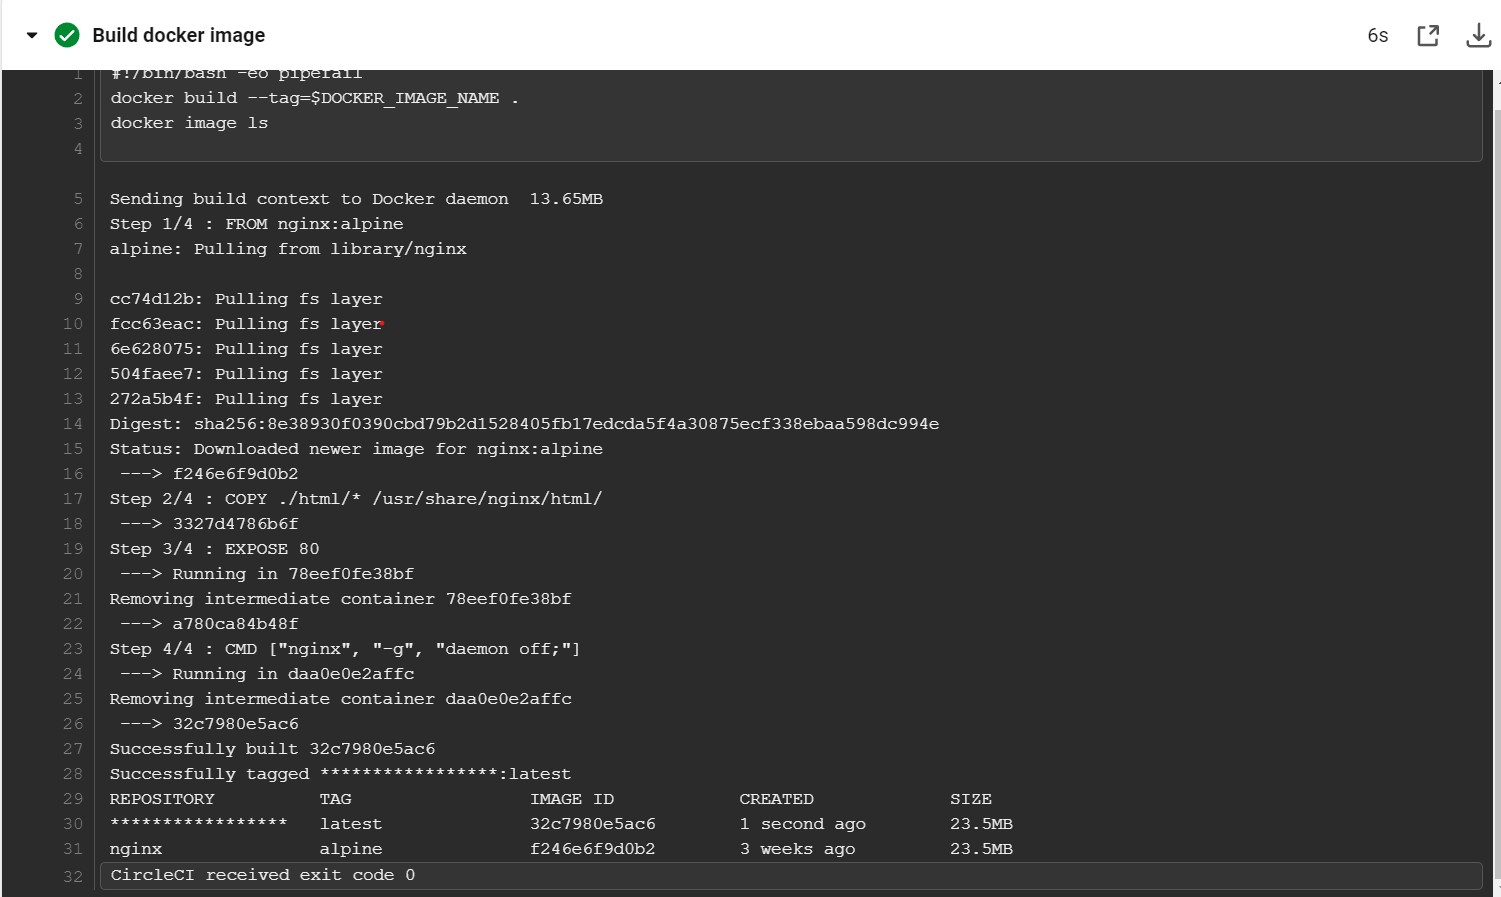 Build docker image 6s
1 #!/bin/bash -eo pipefail
2 docker build --tag=$DOCKER_IMAGE_NAME .
3 docker image ls
4
5 Sending build context to Docker daemon  13.65MB
6 Step 1/4 : FROM nginx:alpine
7 alpine: Pulling from library/nginx
8
9 cc74d12b: Pulling fs layer
10 fcc63eac: Pulling fs layer
11 6e628075: Pulling fs layer
12 504faee7: Pulling fs layer
13 272a5b4f: Pulling fs layer
14 Digest: sha256:8e38930f0390cbd79b2d1528405fb17edcda5f4a30875ecf338ebaa598dc994e
15 Status: Downloaded newer image for nginx:alpine
16  ---> f246e6f9d0b2
17 Step 2/4 : COPY ./html/* /usr/share/nginx/html/
18  ---> 3327d4786b6f
19 Step 3/4 : EXPOSE 80
20  ---> Running in 78eef0fe38bf
21 Removing intermediate container 78eef0fe38bf
22  ---> a780ca84b48f
23 Step 4/4 : CMD ["nginx", "-g", "daemon off;"]
24  ---> Running in daa0e0e2affc
25 Removing intermediate container daa0e0e2affc
26  ---> 32c7980e5ac6
27 Successfully built 32c7980e5ac6
28 Successfully tagged *****************:latest
29 REPOSITORY          TAG                 IMAGE ID            CREATED             SIZE
30 *****************   latest              32c7980e5ac6        1 second ago        23.5MB
31 nginx               alpine              f246e6f9d0b2        3 weeks ago         23.5MB
32 CircleCI received exit code 0